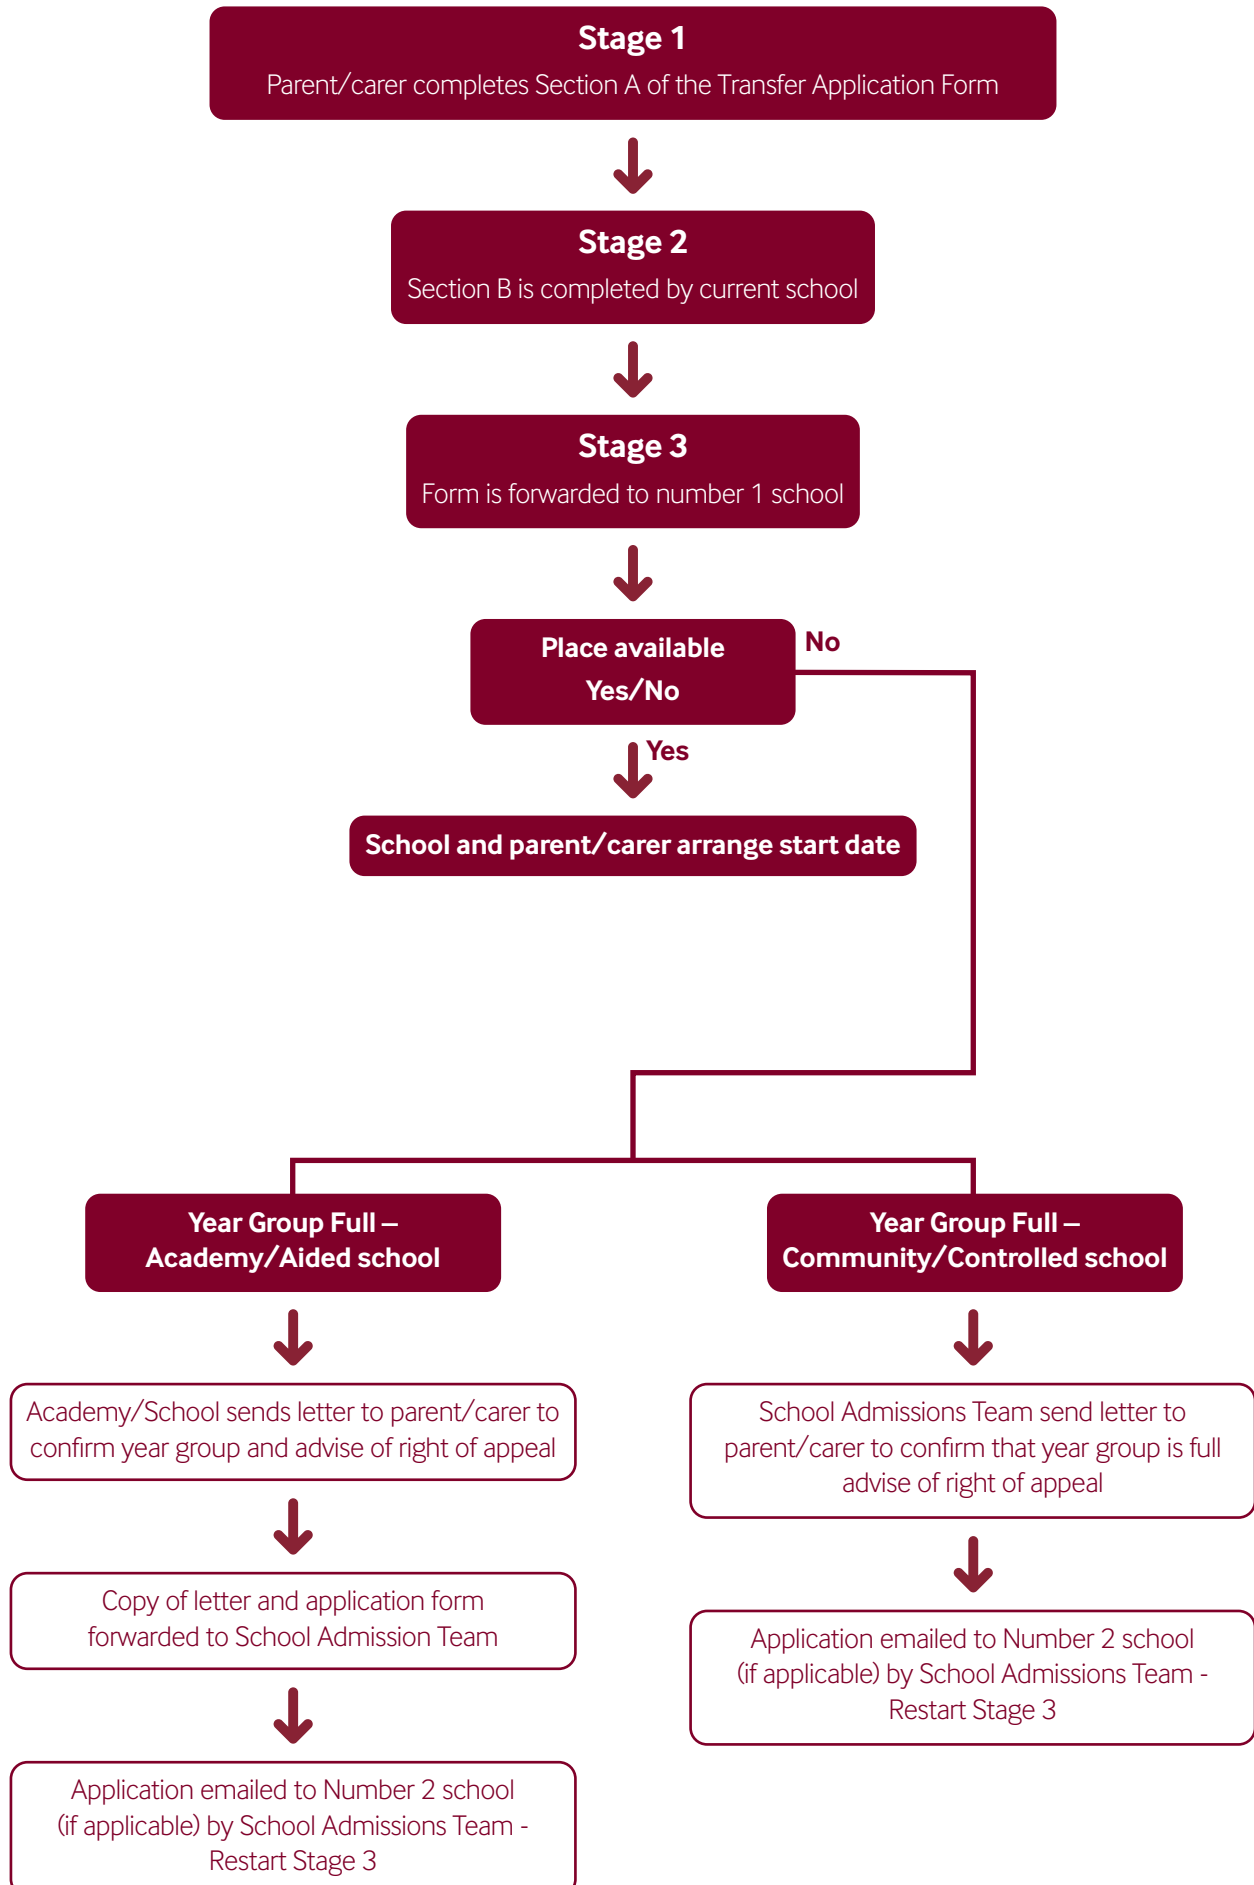 Stage 1
Parent/carer completes Section A of the Transfer Application Form
Stage 2
Section B is completed by current school
Stage 3
Form is forwarded to number 1 school
Place available
Yes/No
No
Yes
School and parent/carer arrange start date
Year Group Full –
Academy/Aided school
Academy/School sends letter to parent/carer to
confirm year group and advise of right of appeal
Copy of letter and application form
forwarded to School Admission Team
Application emailed to Number 2 school
(if applicable) by School Admissions Team -
Restart Stage 3
Year Group Full –
Community/Controlled school
School Admissions Team send letter to
parent/carer to confirm that year group is full
advise of right of appeal
Application emailed to Number 2 school
(if applicable) by School Admissions Team -
Restart Stage 3